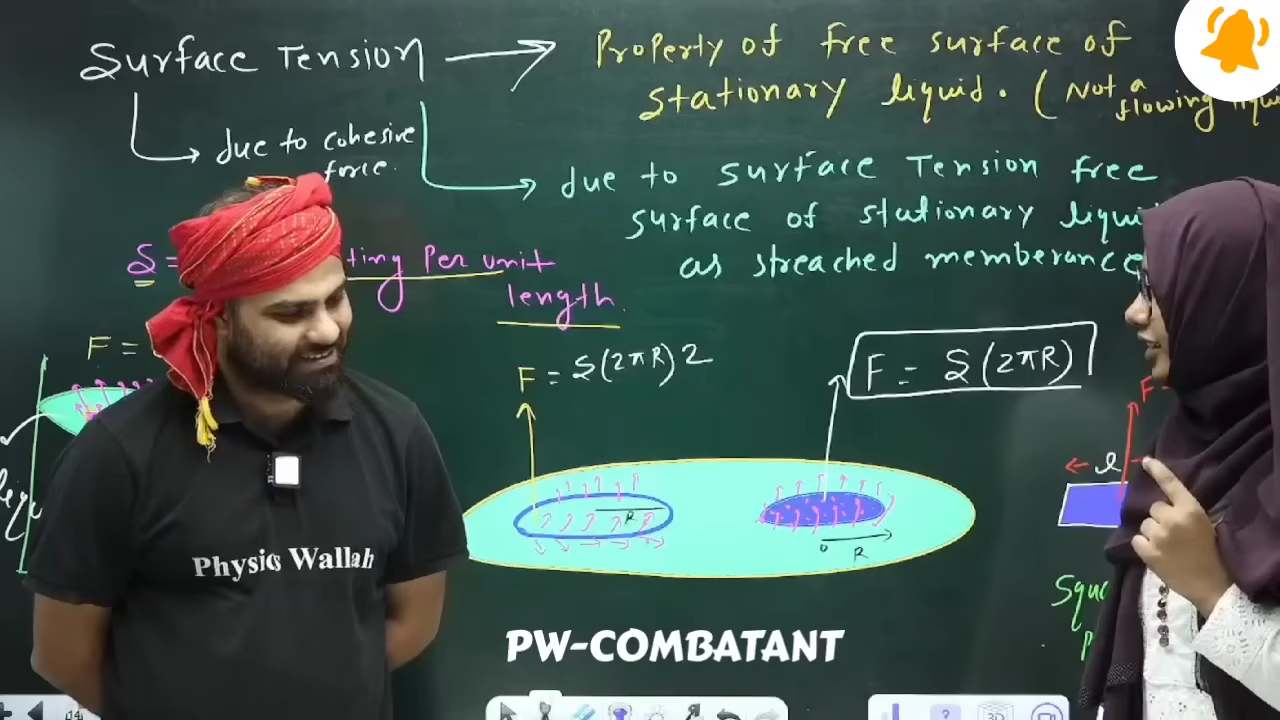 Surface Tension
Property of free surface of
stationary liquid. (Not a
flowing
due to cohesive
force.
due to surface Tension free
surface of stationary
as streached memberance
S = ting Per unit
length
F =
F = S(2πR) 2
F = S(2πR)
F
l
R
o
R
Physics Wallah
PW-COMBATANT
?
3D